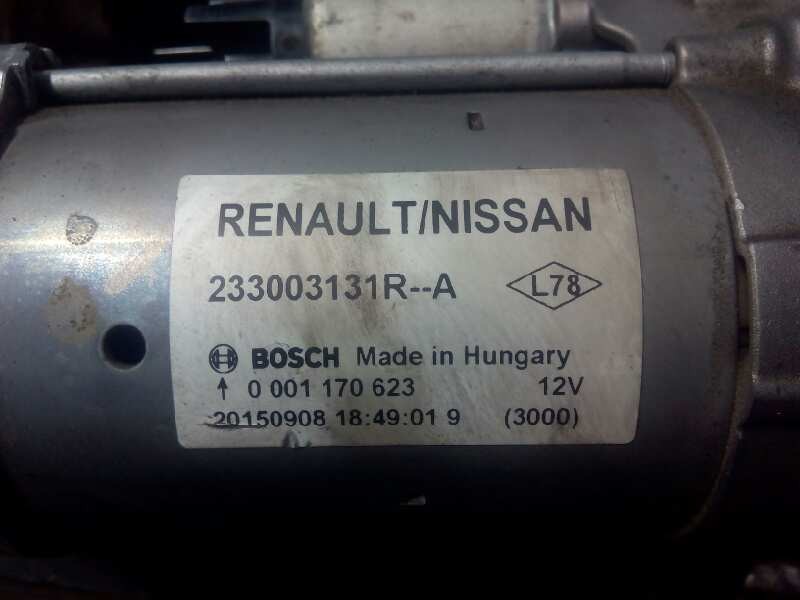 RENAULT/NISSAN
233003131R--A L78
BOSCH Made in Hungary
↑ 0 001 170 623 12V
20150908 18:49:01 9 (3000)